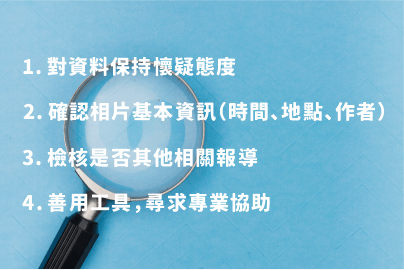 1. 對資料保持懷疑態度
2. 確認相片基本資訊(時間、地點、作者)
3. 檢核是否其他相關報導
4. 善用工具,尋求專業協助